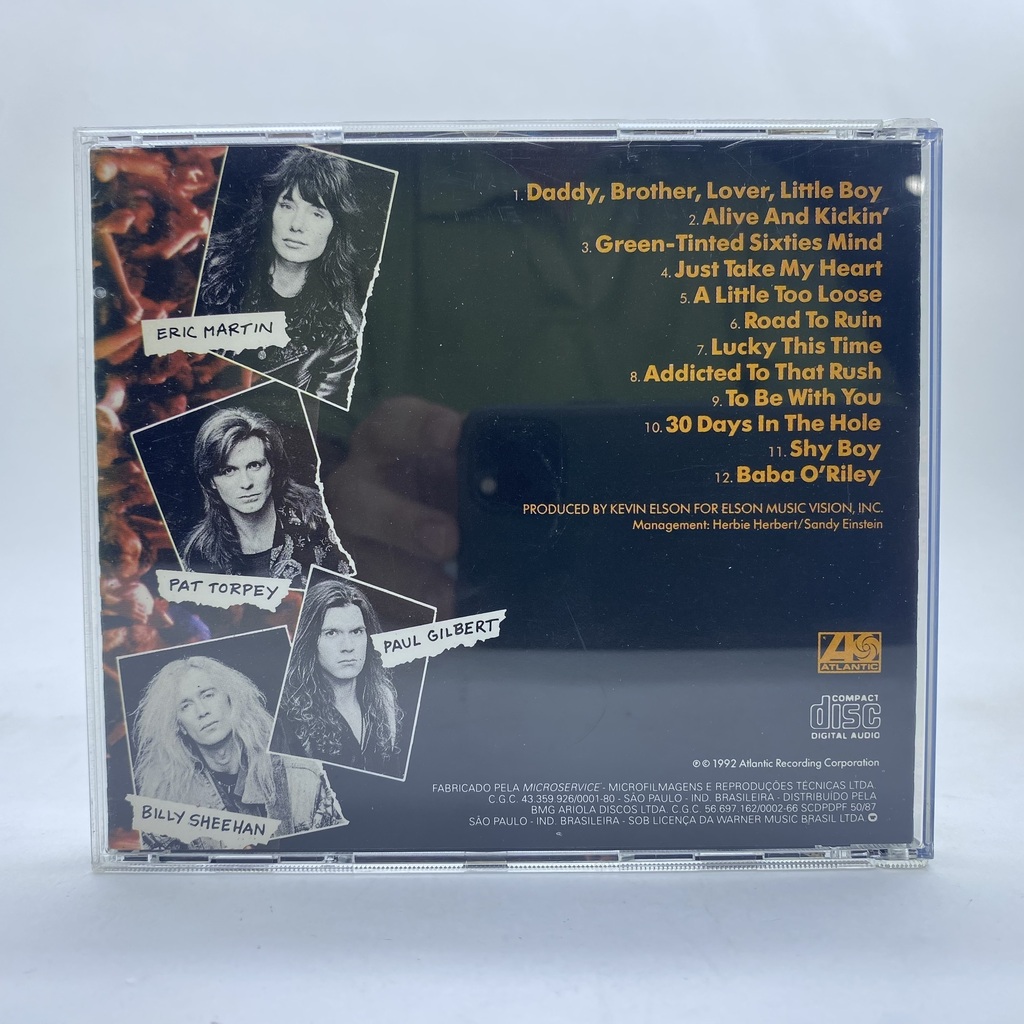 1. Daddy, Brother, Lover, Little Boy
2. Alive And Kickin'
3. Green-Tinted Sixties Mind
4. Just Take My Heart
5. A Little Too Loose
6. Road To Ruin
7. Lucky This Time
8. Addicted To That Rush
9. To Be With You
10. 30 Days In The Hole
11. Shy Boy
12. Baba O'Riley
PRODUCED BY KEVIN ELSON FOR ELSON MUSIC VISION, INC.
Management: Herbie Herbert/Sandy Einstein
ERIC MARTIN
PAT TORPEY
PAUL GILBERT
BILLY SHEEHAN
ATLANTIC
COMPACT
disc
DIGITAL AUDIO
℗ © 1992 Atlantic Recording Corporation
FABRICADO PELA MICROSERVICE - MICROFILMAGENS E REPRODUÇÕES TÉCNICAS LTDA.
C.G.C. 43.359.926/0001-80 - SÃO PAULO - IND. BRASILEIRA - DISTRIBUÍDO PELA
BMG ARIOLA DISCOS LTDA. C.G.C 56.697.162/0002-66 SCDPDPF 50/87
SÃO PAULO - IND. BRASILEIRA - SOB LICENÇA DA WARNER MUSIC BRASIL LTDA